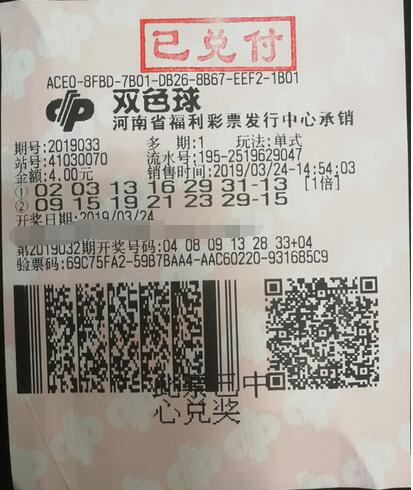 已兑付
ACE0-8FBD-7B01-DB26-8B67-EEF2-1B01
双色球
河南省福利彩票发行中心承销
期号:2019033 多 期:1 玩法:单式
站号:41030070 流水号:195-2519629047
金额:4.00元 销售时间:2019/03/24-14:54:03
① 02 03 13 16 29 31-13 [1倍]
② 09 15 19 21 23 29-15
开奖日期:2019/03/24
第2019032期开奖号码:04 08 09 13 28 33+04
验票码:69C75FA2-59B7BAA4-AAC60220-931685C9
此票已中
心兑奖